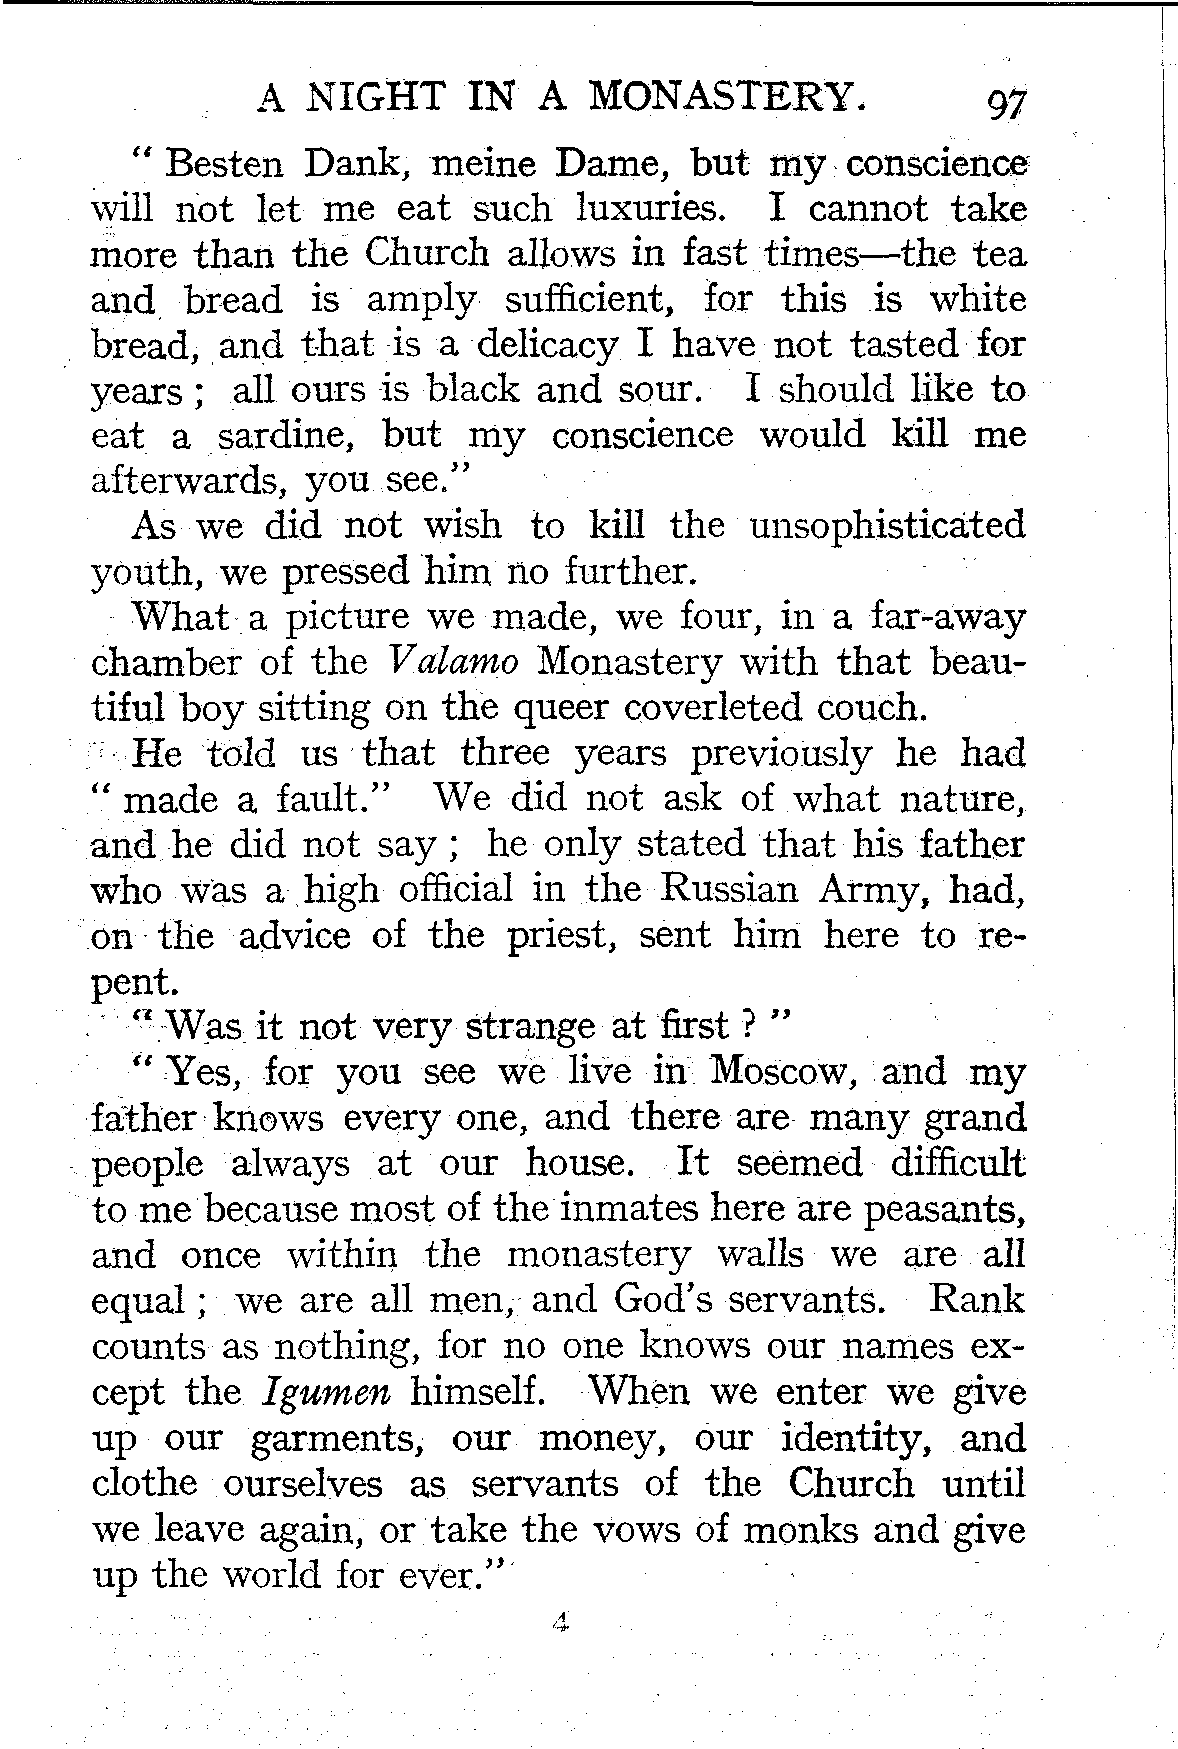 A NIGHT IN A MONASTERY. 97
“ Besten Dank, meine Dame, but my conscience
will not let me eat such luxuries. I cannot take
more than the Church allows in fast times—the tea
and bread is amply sufficient, for this is white
bread, and that is a delicacy I have not tasted for
years ; all ours is black and sour. I should like to
eat a sardine, but my conscience would kill me
afterwards, you see.”
As we did not wish to kill the unsophisticated
youth, we pressed him no further.
What a picture we made, we four, in a far-away
chamber of the Valamo Monastery with that beau-
tiful boy sitting on the queer coverleted couch.
He told us that three years previously he had
“ made a fault.” We did not ask of what nature,
and he did not say ; he only stated that his father
who was a high official in the Russian Army, had,
on the advice of the priest, sent him here to re-
pent.
“ Was it not very strange at first ? ”
“ Yes, for you see we live in Moscow, and my
father knows every one, and there are many grand
people always at our house. It seemed difficult
to me because most of the inmates here are peasants,
and once within the monastery walls we are all
equal ; we are all men, and God's servants. Rank
counts as nothing, for no one knows our names ex-
cept the Igumen himself. When we enter we give
up our garments, our money, our identity, and
clothe ourselves as servants of the Church until
we leave again, or take the vows of monks and give
up the world for ever.”
4